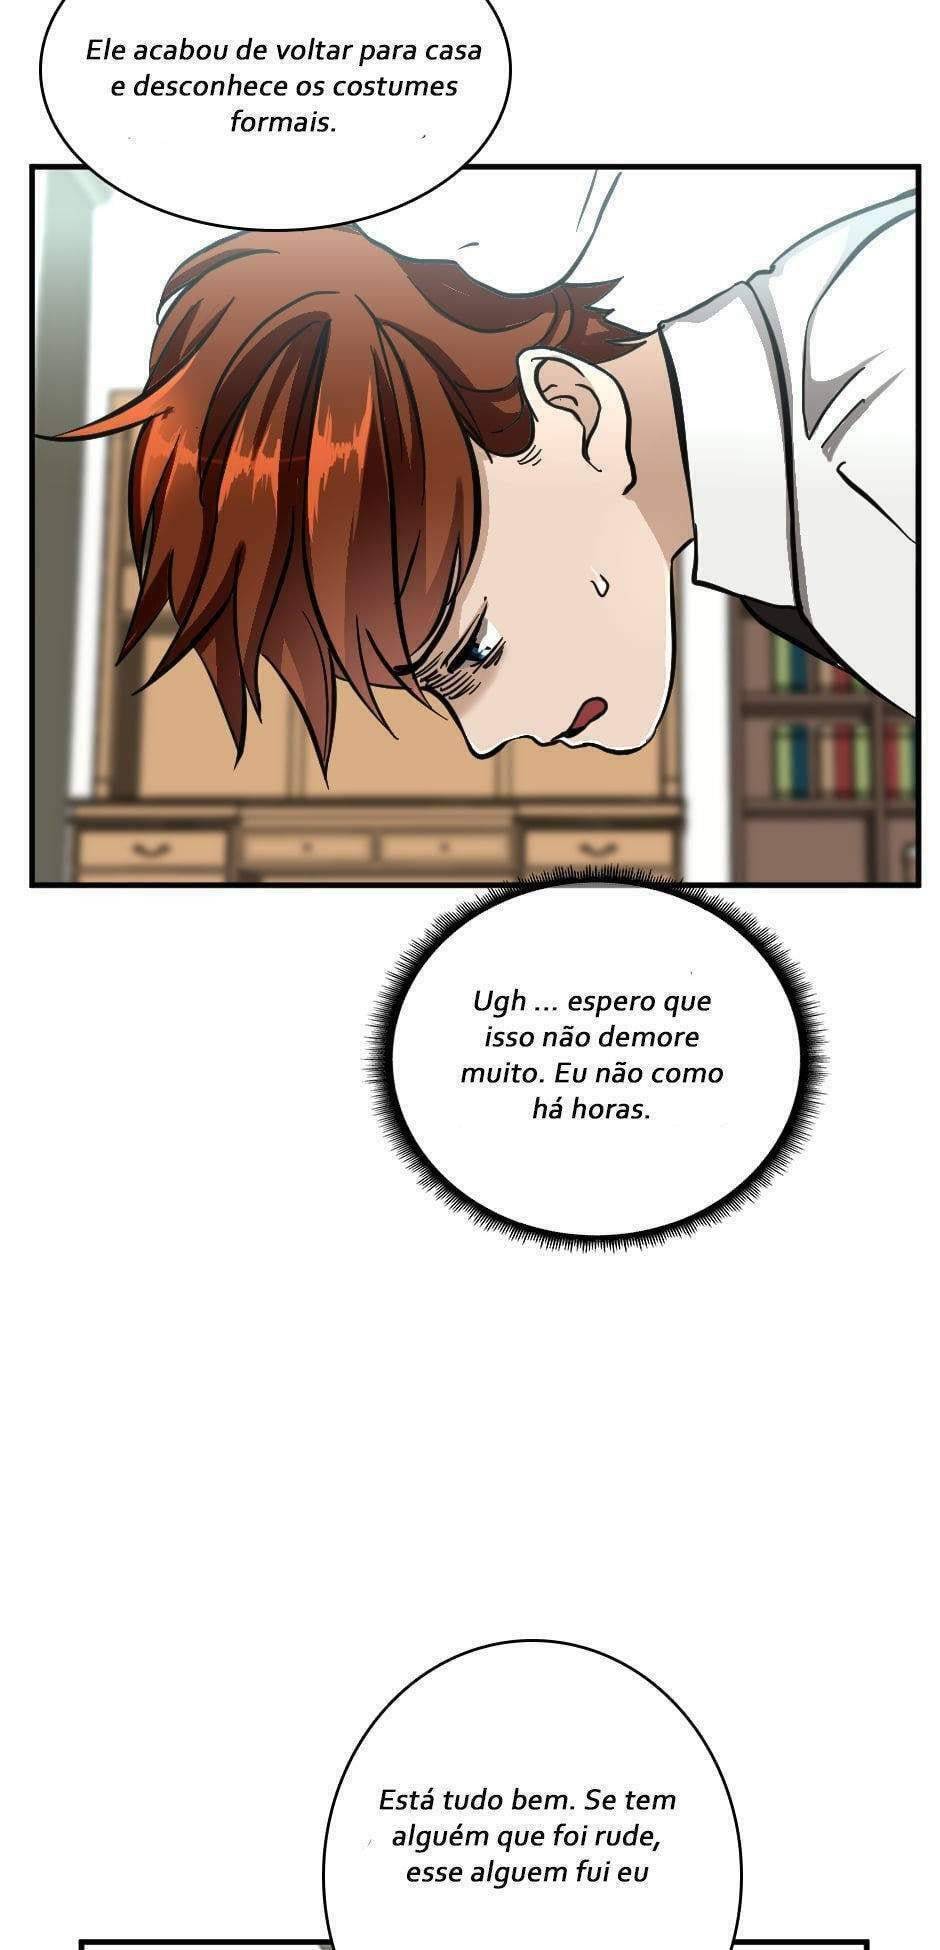 Ele acabou de voltar para casa
e desconhece os costumes
formais.
Ugh ... espero que
isso não demore
muito. Eu não como
há horas.
Está tudo bem. Se tem
alguém que foi rude,
esse alguem fui eu